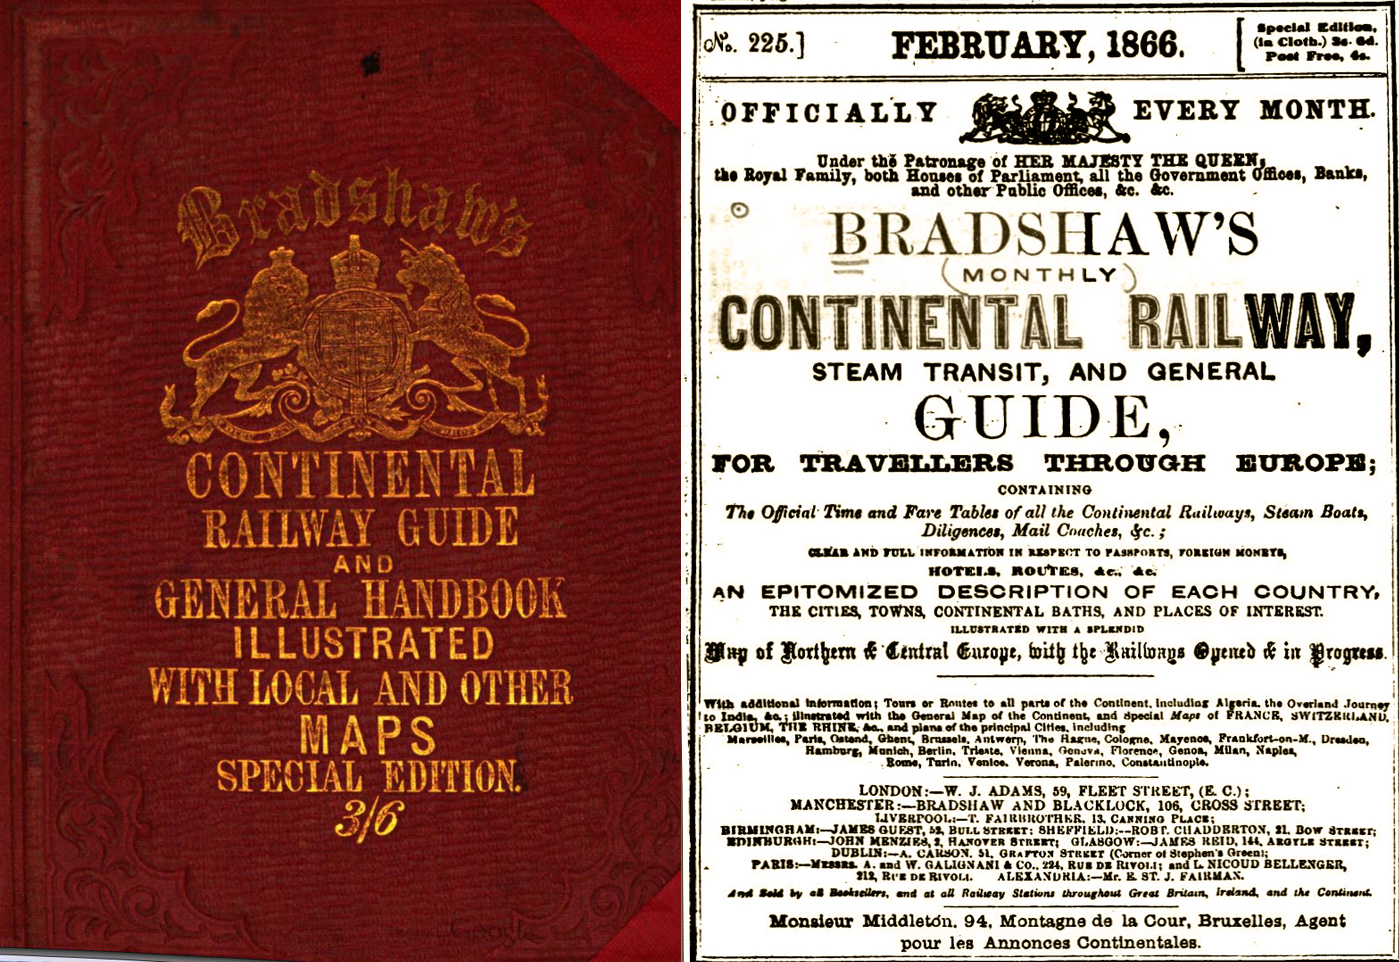 Bradshaw's
CONTINENTAL
RAILWAY GUIDE
AND
GENERAL HANDBOOK
ILLUSTRATED
WITH LOCAL AND OTHER
MAPS
SPECIAL EDITION.
3/6
No. 225.]
FEBRUARY, 1866.
[Special Edition,
(in Cloth.) 3s. 6d.
Post Free, 4s.
OFFICIALLY EVERY MONTH.
Under the Patronage of HER MAJESTY THE QUEEN,
the Royal Family, both Houses of Parliament, all the Government Offices, Banks,
and other Public Offices, &c. &c.
BRADSHAW'S
MONTHLY
CONTINENTAL RAILWAY,
STEAM TRANSIT, AND GENERAL
GUIDE,
FOR TRAVELLERS THROUGH EUROPE;
CONTAINING
The Official Time and Fare Tables of all the Continental Railways, Steam Boats,
Diligences, Mail Coaches, &c.;
CLEAR AND FULL INFORMATION IN RESPECT TO PASSPORTS, FOREIGN MONEYS,
HOTELS, ROUTES, &c., &c.
AN EPITOMIZED DESCRIPTION OF EACH COUNTRY,
THE CITIES, TOWNS, CONTINENTAL BATHS, AND PLACES OF INTEREST.
ILLUSTRATED WITH A SPLENDID
Map of Northern & Central Europe, with the Railways Opened & in Progress.
With additional information; Tours or Routes to all parts of the Continent, including Algeria, the Overland Journey
to India, &c.; illustrated with the General Map of the Continent, and Special Maps of FRANCE, SWITZERLAND,
BELGIUM, THE RHINE, &c., and plans of the principal Cities, including
Marseilles, Paris, Ostend, Ghent, Brussels, Antwerp, The Hague, Cologne, Mayence, Frankfort-on-M., Dresden,
Hamburg, Munich, Berlin, Trieste, Vienna, Geneva, Florence, Genoa, Milan, Naples,
Rome, Turin, Venice, Verona, Palermo, Constantinople.
LONDON:—W. J. ADAMS, 59, FLEET STREET, (E. C.);
MANCHESTER:—BRADSHAW AND BLACKLOCK, 106, CROSS STREET;
LIVERPOOL:—T. FAIRBROTHER, 13, CANNING PLACE;
BIRMINGHAM:—JAMES GUEST, 52, BULL STREET; SHEFFIELD:—ROBT. CHADDERTON, 21, BOW STREET;
EDINBURGH:—JOHN MENZIES, 2, HANOVER STREET; GLASGOW:—JAMES REID, 144, ARGYLE STREET;
DUBLIN:—A. CARSON, 51, GRAFTON STREET (Corner of Stephen's Green);
PARIS:—MESSRS. A. and W. GALIGNANI & CO., 224, RUE DE RIVOLI; and L. NICOUD BELLENGER,
212, RUE DE RIVOLI. ALEXANDRIA:—Mr. E. ST. J. FAIRMAN.
And Sold by all Booksellers, and at all Railway Stations throughout Great Britain, Ireland, and the Continent.
Monsieur Middleton, 94, Montagne de la Cour, Bruxelles, Agent
pour les Annonces Continentales.